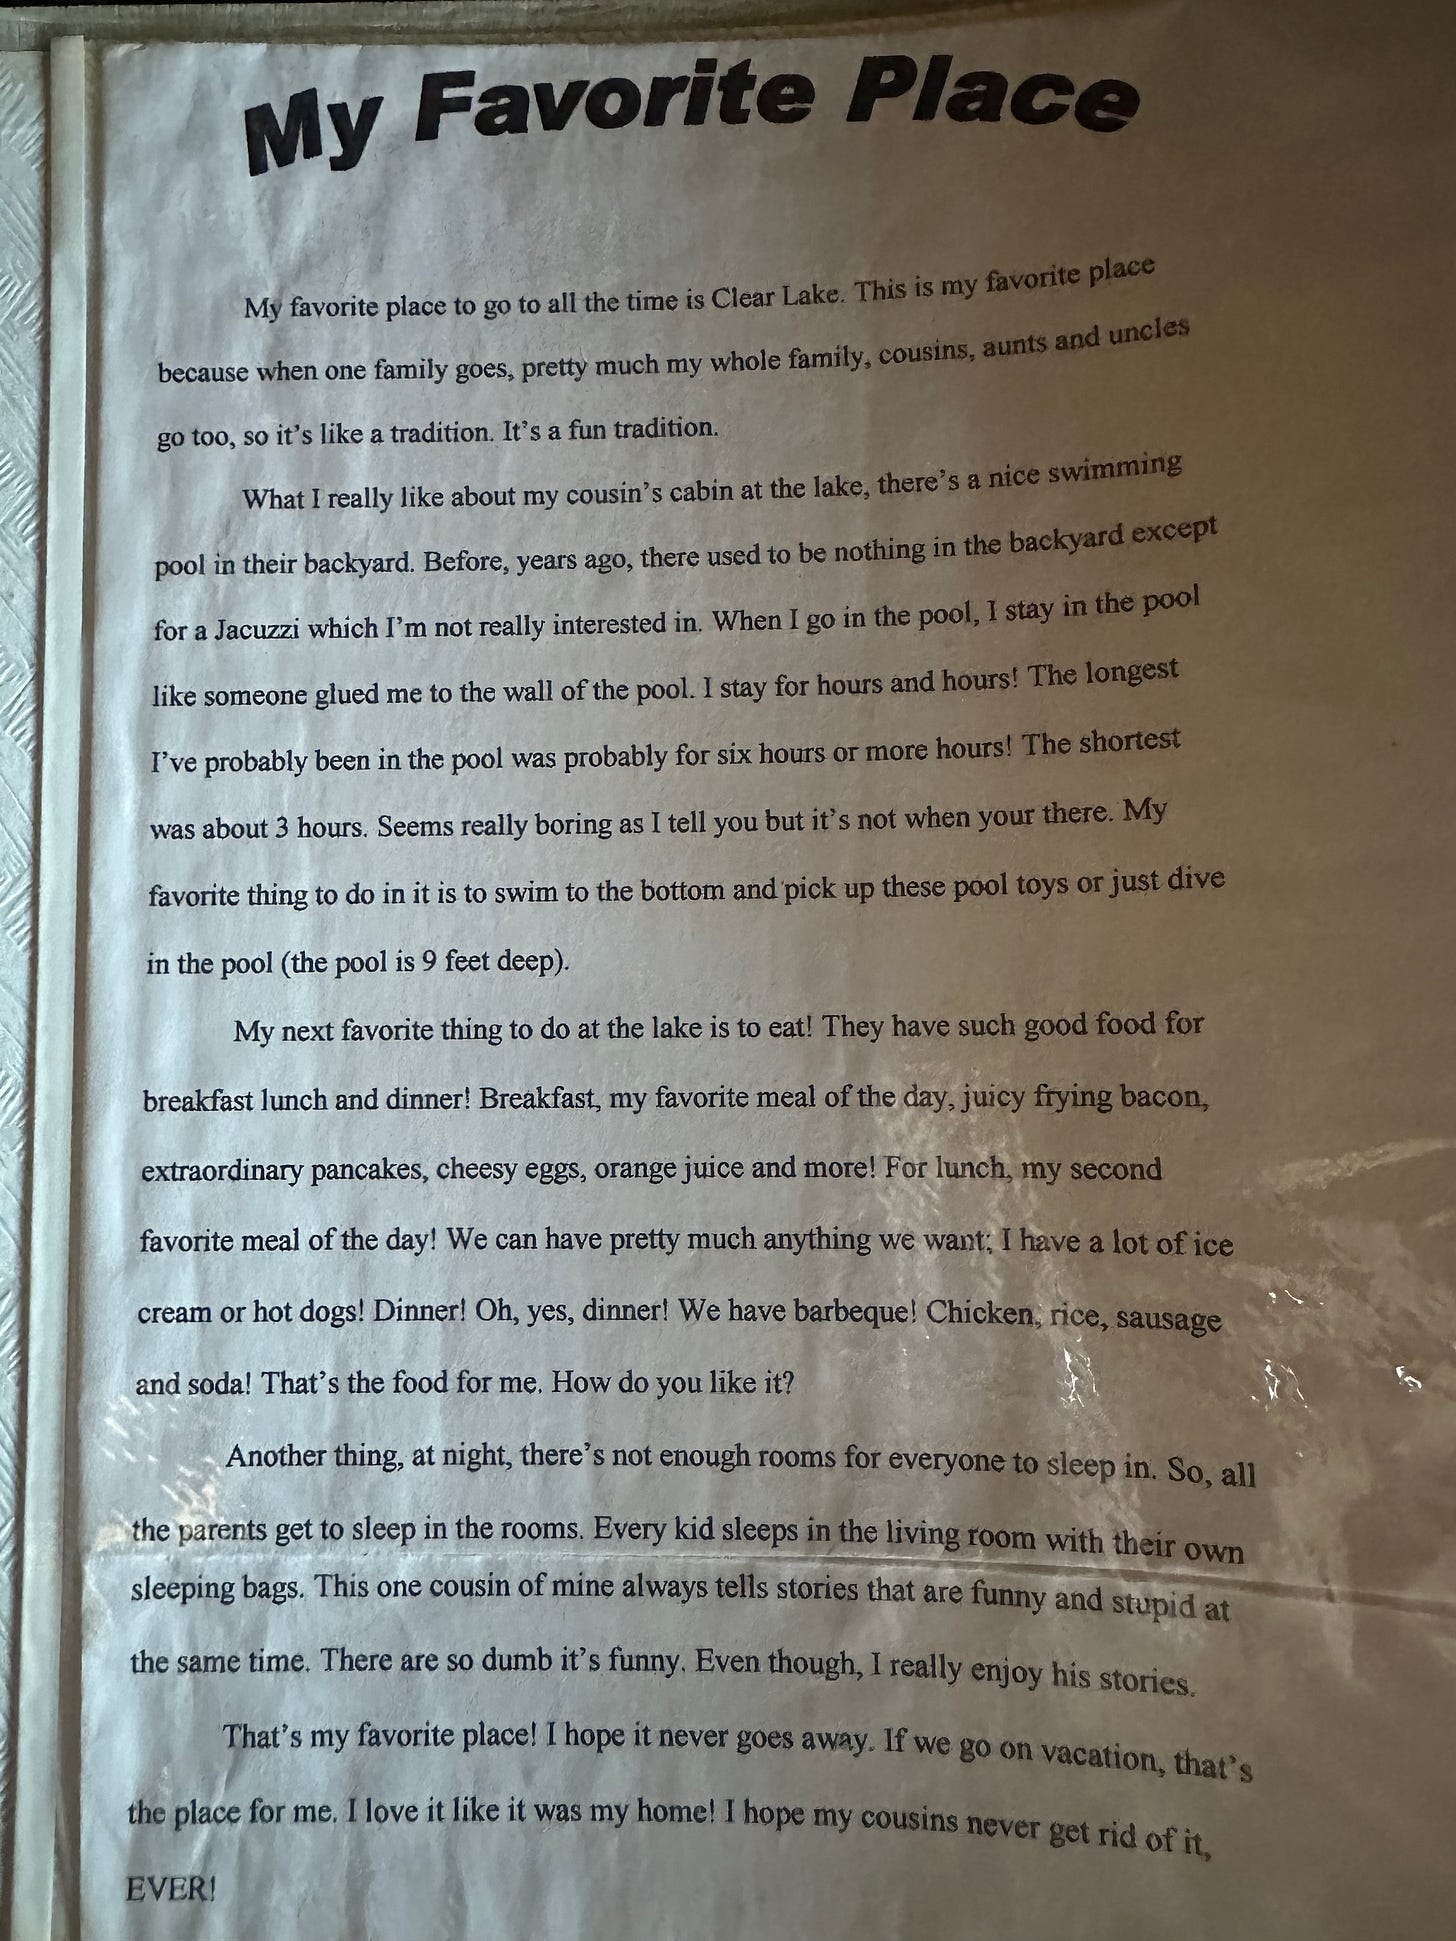 My Favorite Place
My favorite place to go to all the time is Clear Lake. This is my favorite place
because when one family goes, pretty much my whole family, cousins, aunts and uncles
go too, so it’s like a tradition. It’s a fun tradition.
What I really like about my cousin’s cabin at the lake, there’s a nice swimming
pool in their backyard. Before, years ago, there used to be nothing in the backyard except
for a Jacuzzi which I’m not really interested in. When I go in the pool, I stay in the pool
like someone glued me to the wall of the pool. I stay for hours and hours! The longest
I’ve probably been in the pool was probably for six hours or more hours! The shortest
was about 3 hours. Seems really boring as I tell you but it’s not when your there. My
favorite thing to do in it is to swim to the bottom and pick up these pool toys or just dive
in the pool (the pool is 9 feet deep).
My next favorite thing to do at the lake is to eat! They have such good food for
breakfast lunch and dinner! Breakfast, my favorite meal of the day, juicy frying bacon,
extraordinary pancakes, cheesy eggs, orange juice and more! For lunch, my second
favorite meal of the day! We can have pretty much anything we want; I have a lot of ice
cream or hot dogs! Dinner! Oh, yes, dinner! We have barbeque! Chicken, rice, sausage
and soda! That’s the food for me. How do you like it?
Another thing, at night, there’s not enough rooms for everyone to sleep in. So, all
the parents get to sleep in the rooms. Every kid sleeps in the living room with their own
sleeping bags. This one cousin of mine always tells stories that are funny and stupid at
the same time. There are so dumb it’s funny. Even though, I really enjoy his stories.
That’s my favorite place! I hope it never goes away. If we go on vacation, that’s
the place for me. I love it like it was my home! I hope my cousins never get rid of it,
EVER!